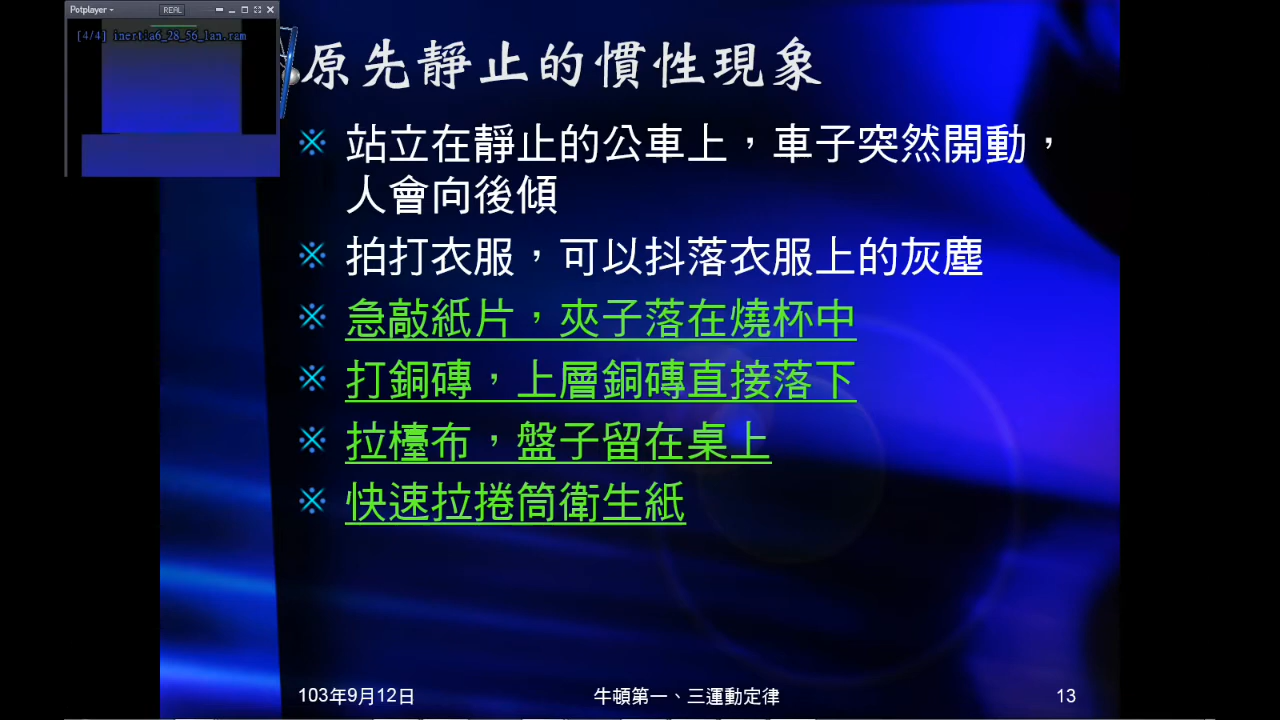 Potplayer
REAL
[4/4] inertia6_28_56_lan.ram
原先靜止的慣性現象
※ 站立在靜止的公車上，車子突然開動，
人會向後傾
※ 拍打衣服，可以抖落衣服上的灰塵
※ 急敲紙片，夾子落在燒杯中
※ 打銅磚，上層銅磚直接落下
※ 拉檯布，盤子留在桌上
※ 快速拉捲筒衛生紙
103年9月12日
牛頓第一、三運動定律
13